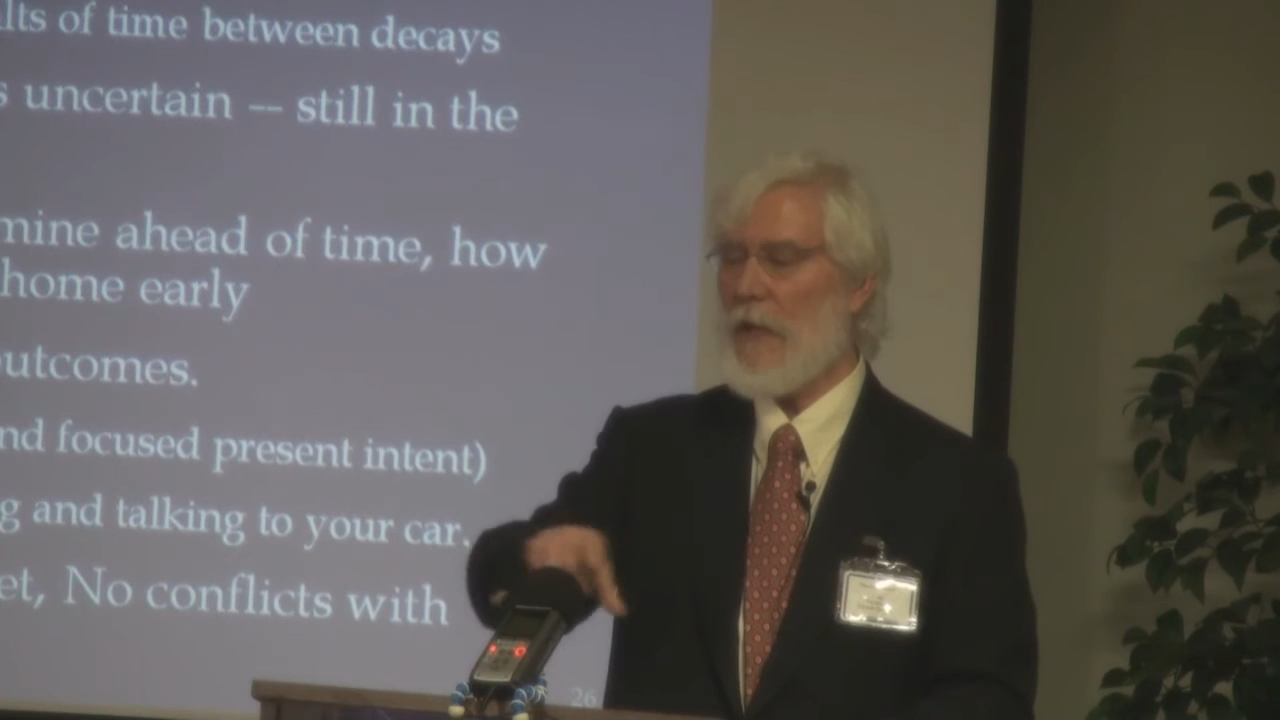 lts of time between decays
s uncertain -- still in the
mine ahead of time, how
home early
outcomes.
nd focused present intent)
g and talking to your car.
et, No conflicts with
26